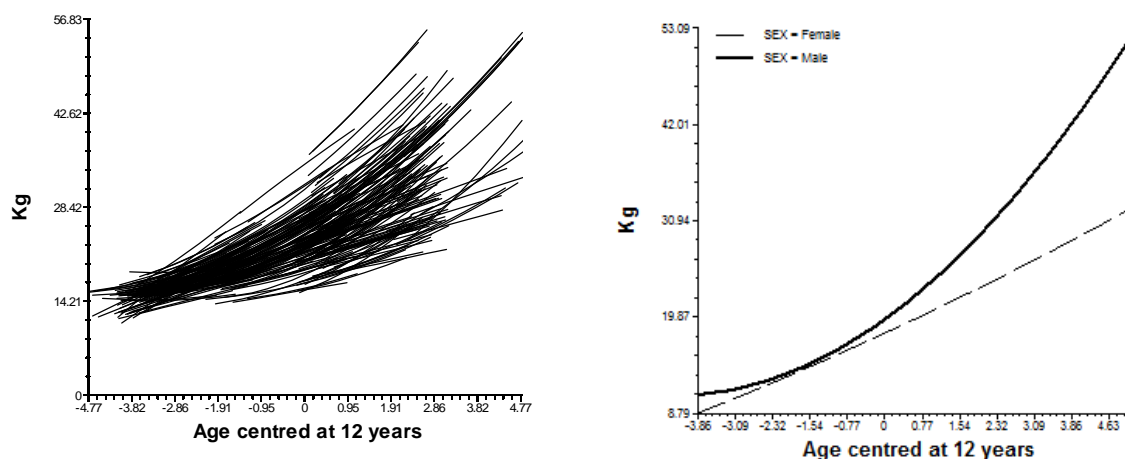 56.83
42.62
28.42
14.21
0
Kg
-4.77 -3.82 -2.86 -1.91 -0.95 0 0.95 1.91 2.86 3.82 4.77
Age centred at 12 years
53.09
42.01
30.94
19.87
8.79
Kg
SEX = Female
SEX = Male
-3.86 -3.09 -2.32 -1.54 -0.77 0 0.77 1.54 2.32 3.09 3.86 4.63
Age centred at 12 years